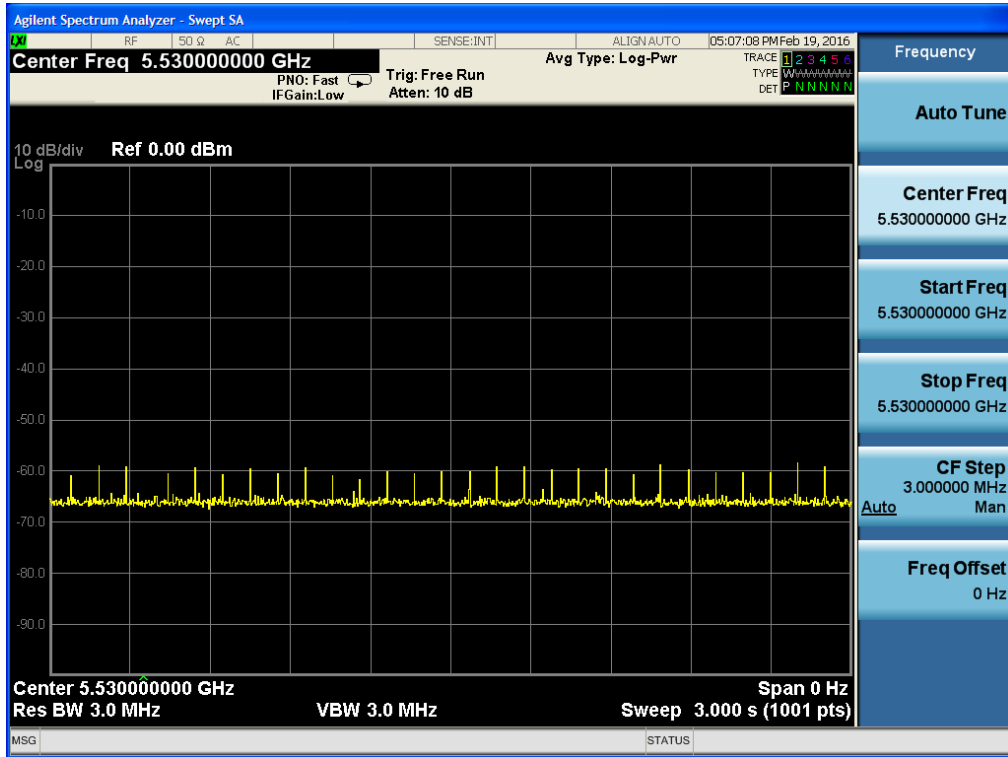 Agilent Spectrum Analyzer - Swept SA
LXI RF 50 Ω AC SENSE:INT ALIGN AUTO 05:07:08 PM Feb 19, 2016
Center Freq 5.530000000 GHz
PNO: Fast
IFGain:Low
Trig: Free Run
Atten: 10 dB
Avg Type: Log-Pwr
TRACE 1 2 3 4 5 6
TYPE WWWWWWW
DET P N N N N N
10 dB/div Ref 0.00 dBm
Log
-10.0
-20.0
-30.0
-40.0
-50.0
-60.0
-70.0
-80.0
-90.0
Center 5.530000000 GHz Span 0 Hz
Res BW 3.0 MHz VBW 3.0 MHz Sweep 3.000 s (1001 pts)
MSG STATUS
Frequency
Auto Tune
Center Freq
5.530000000 GHz
Start Freq
5.530000000 GHz
Stop Freq
5.530000000 GHz
CF Step
3.000000 MHz
Auto Man
Freq Offset
0 Hz